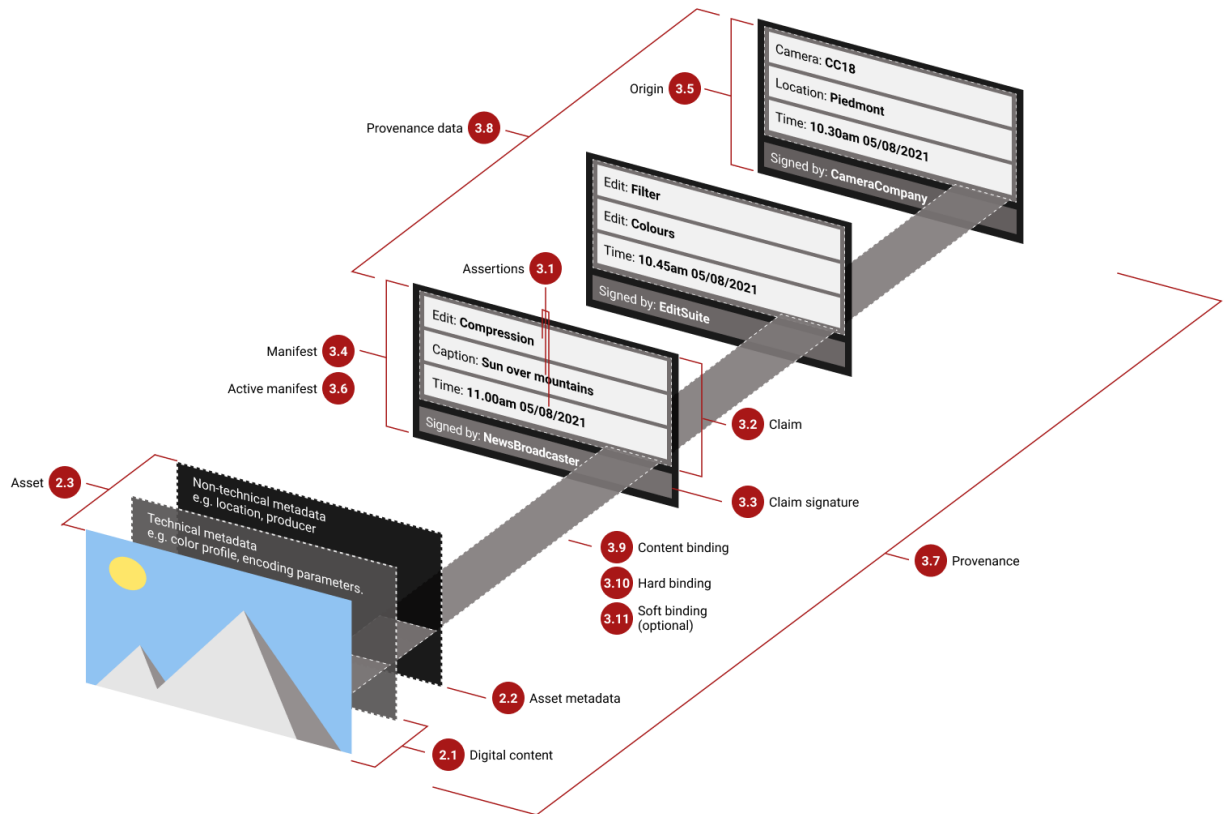 Camera: CC18
Location: Piedmont
Time: 10.30am 05/08/2021
Signed by: CameraCompany
Origin 3.5
Provenance data 3.8
Edit: Filter
Edit: Colours
Time: 10.45am 05/08/2021
Signed by: EditSuite
Assertions 3.1
Edit: Compression
Caption: Sun over mountains
Time: 11.00am 05/08/2021
Signed by: NewsBroadcaster
Manifest 3.4
Active manifest 3.6
3.2 Claim
3.3 Claim signature
Asset 2.3
Non-technical metadata
e.g. location, producer
Technical metadata
e.g. color profile, encoding parameters.
3.9 Content binding
3.10 Hard binding
3.11 Soft binding
(optional)
3.7 Provenance
2.2 Asset metadata
2.1 Digital content